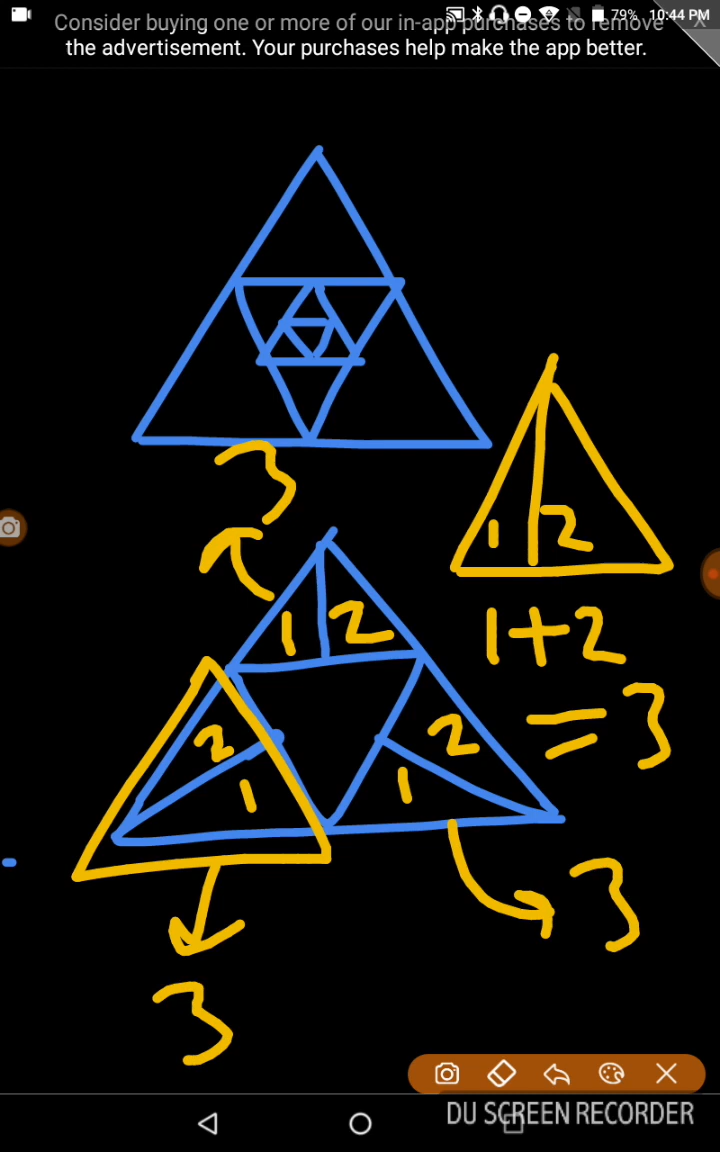 79% 10:44 PM
Consider buying one or more of our in-app purchases to remove
the advertisement. Your purchases help make the app better.
X
3
1 2
1 2
1+2
=3
2
1
2
1
3
3
DU SCREEN RECORDER